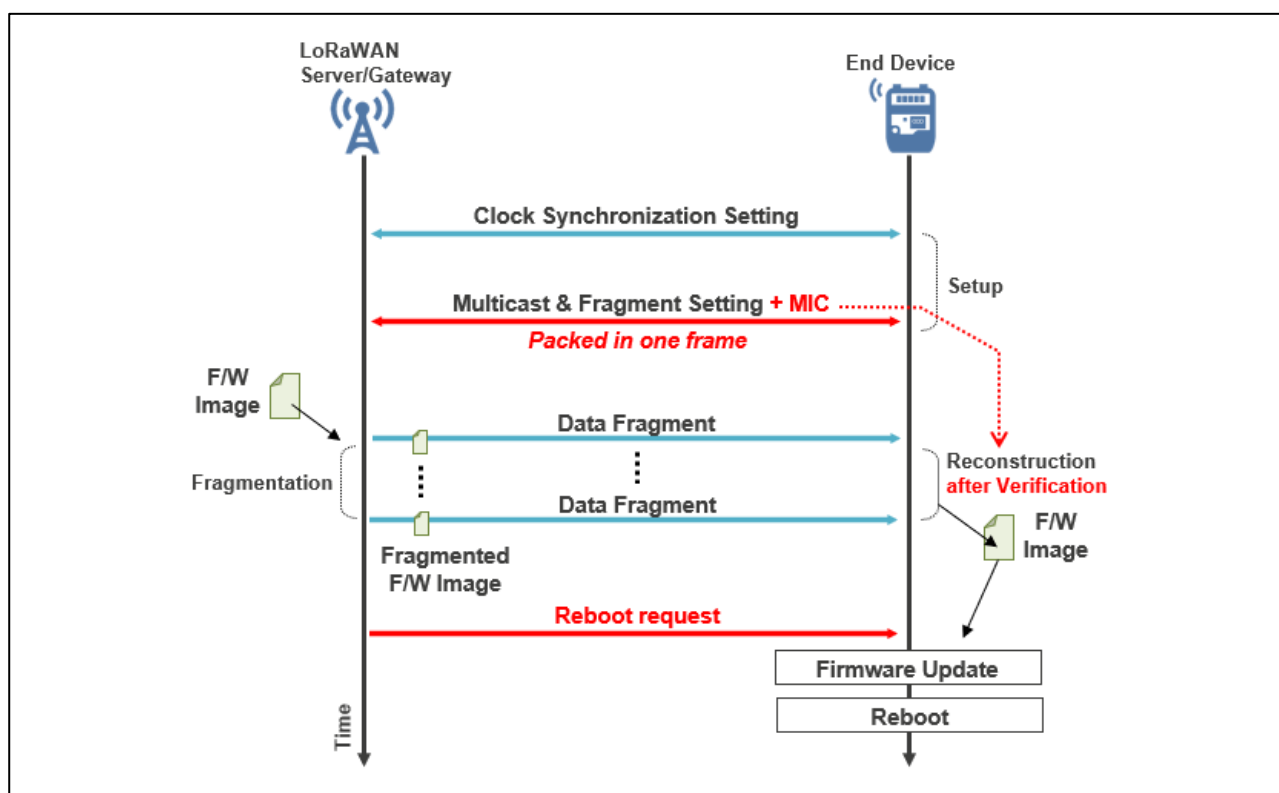 LoRaWAN
Server/Gateway
End Device
Clock Synchronization Setting
Setup
Multicast & Fragment Setting + MIC
Packed in one frame
F/W
Image
Data Fragment
Fragmentation
Reconstruction
after Verification
Data Fragment
F/W
Image
Fragmented
F/W Image
Reboot request
Firmware Update
Reboot
Time